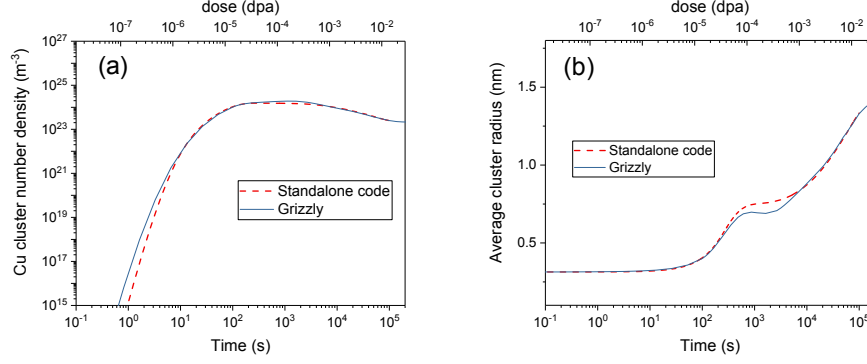 dose (dpa)
10⁻⁷ 10⁻⁶ 10⁻⁵ 10⁻⁴ 10⁻³ 10⁻²
(a)
Cu cluster number density (m⁻³)
10²⁷
10²⁵
10²³
10²¹
10¹⁹
10¹⁷
10¹⁵
Standalone code
Grizzly
10⁻¹ 10⁰ 10¹ 10² 10³ 10⁴ 10⁵
Time (s)
dose (dpa)
10⁻⁷ 10⁻⁶ 10⁻⁵ 10⁻⁴ 10⁻³ 10⁻²
(b)
Average cluster radius (nm)
1.5
1.0
0.5
Standalone code
Grizzly
10⁻¹ 10⁰ 10¹ 10² 10³ 10⁴ 10⁵
Time (s)